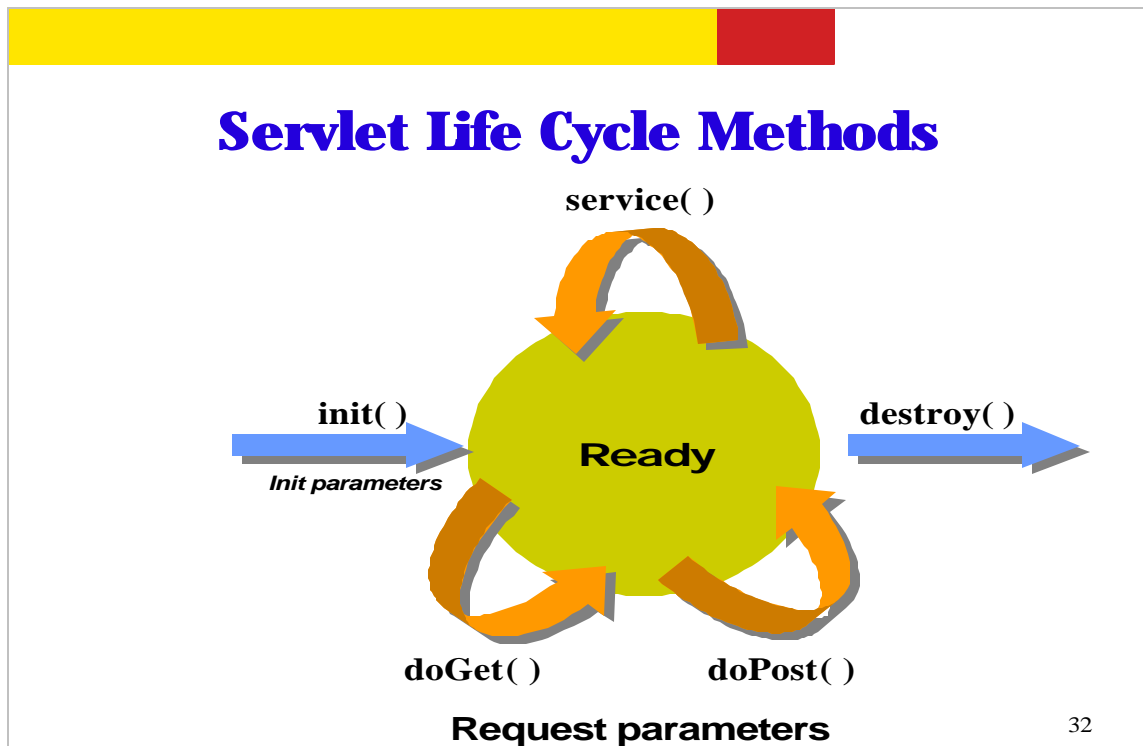 Servlet Life Cycle Methods
service( )
init( )
destroy( )
Ready
Init parameters
doGet( )
doPost( )
Request parameters
32